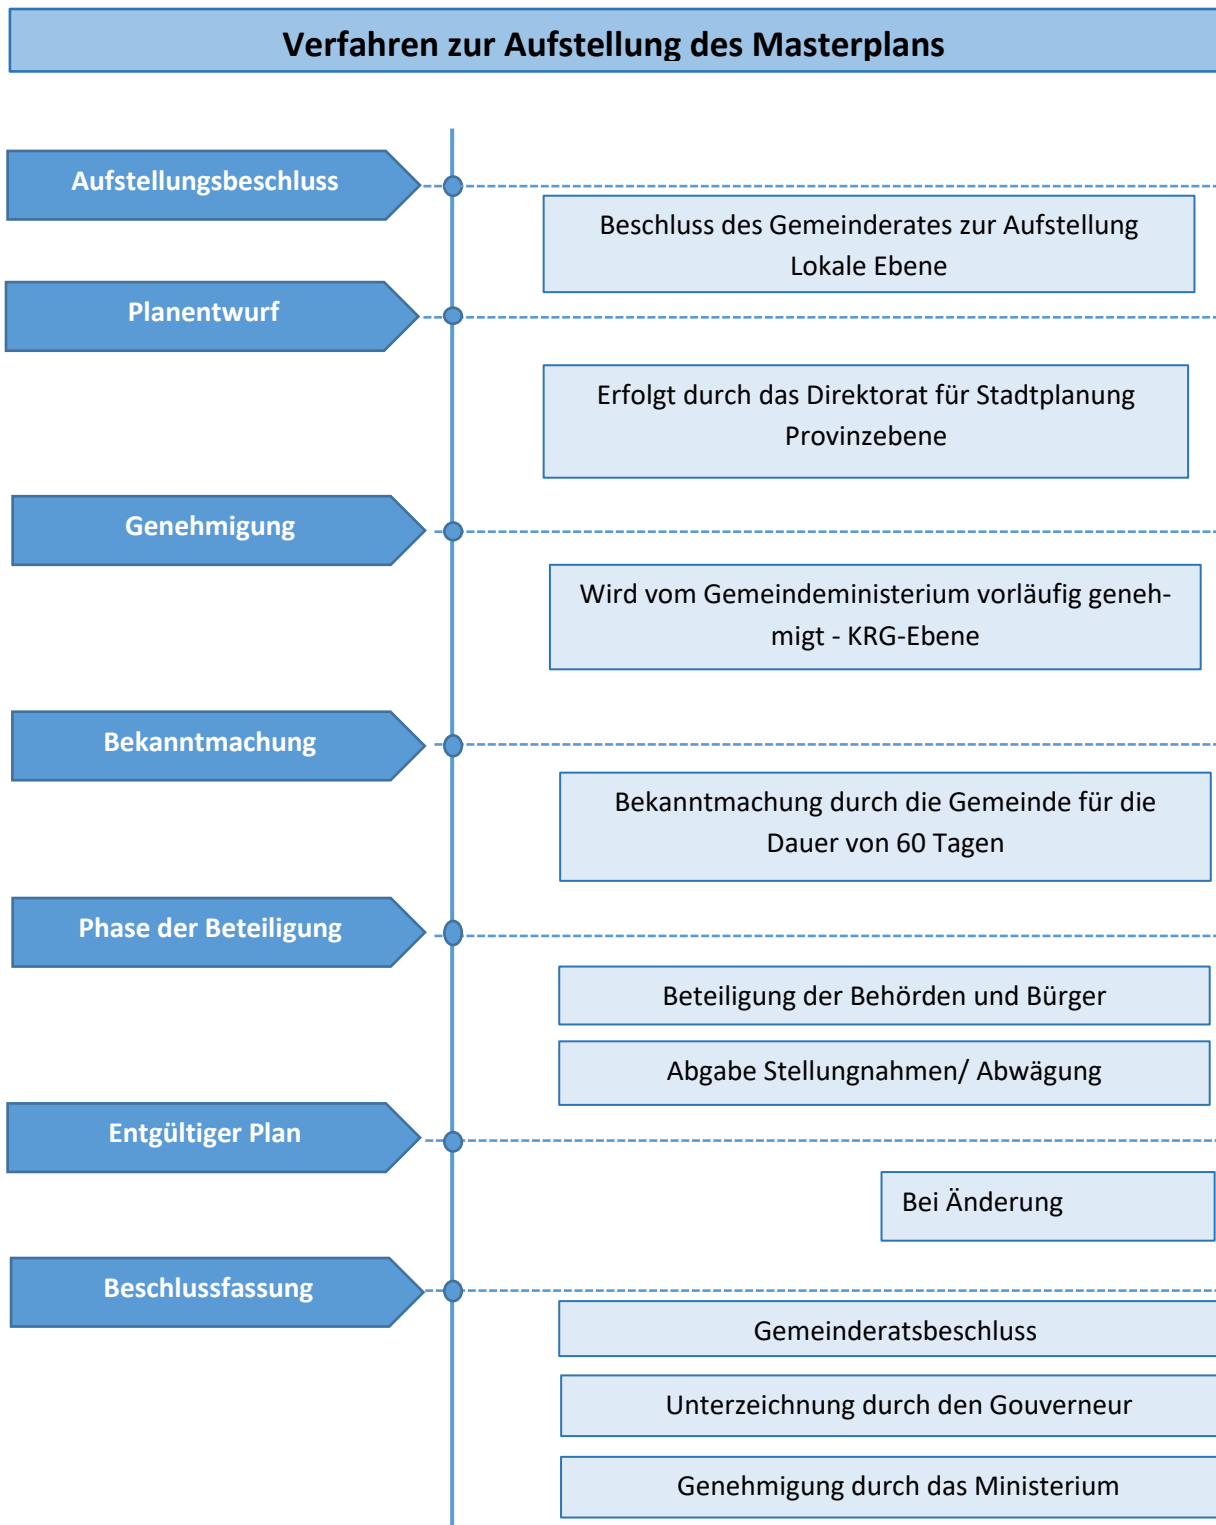 Verfahren zur Aufstellung des Masterplans
Aufstellungsbeschluss
Beschluss des Gemeinderates zur Aufstellung
Lokale Ebene
Planentwurf
Erfolgt durch das Direktorat für Stadtplanung
Provinzebene
Genehmigung
Wird vom Gemeindeministerium vorläufig geneh-
migt - KRG-Ebene
Bekanntmachung
Bekanntmachung durch die Gemeinde für die
Dauer von 60 Tagen
Phase der Beteiligung
Beteiligung der Behörden und Bürger
Abgabe Stellungnahmen/ Abwägung
Entgültiger Plan
Bei Änderung
Beschlussfassung
Gemeinderatsbeschluss
Unterzeichnung durch den Gouverneur
Genehmigung durch das Ministerium